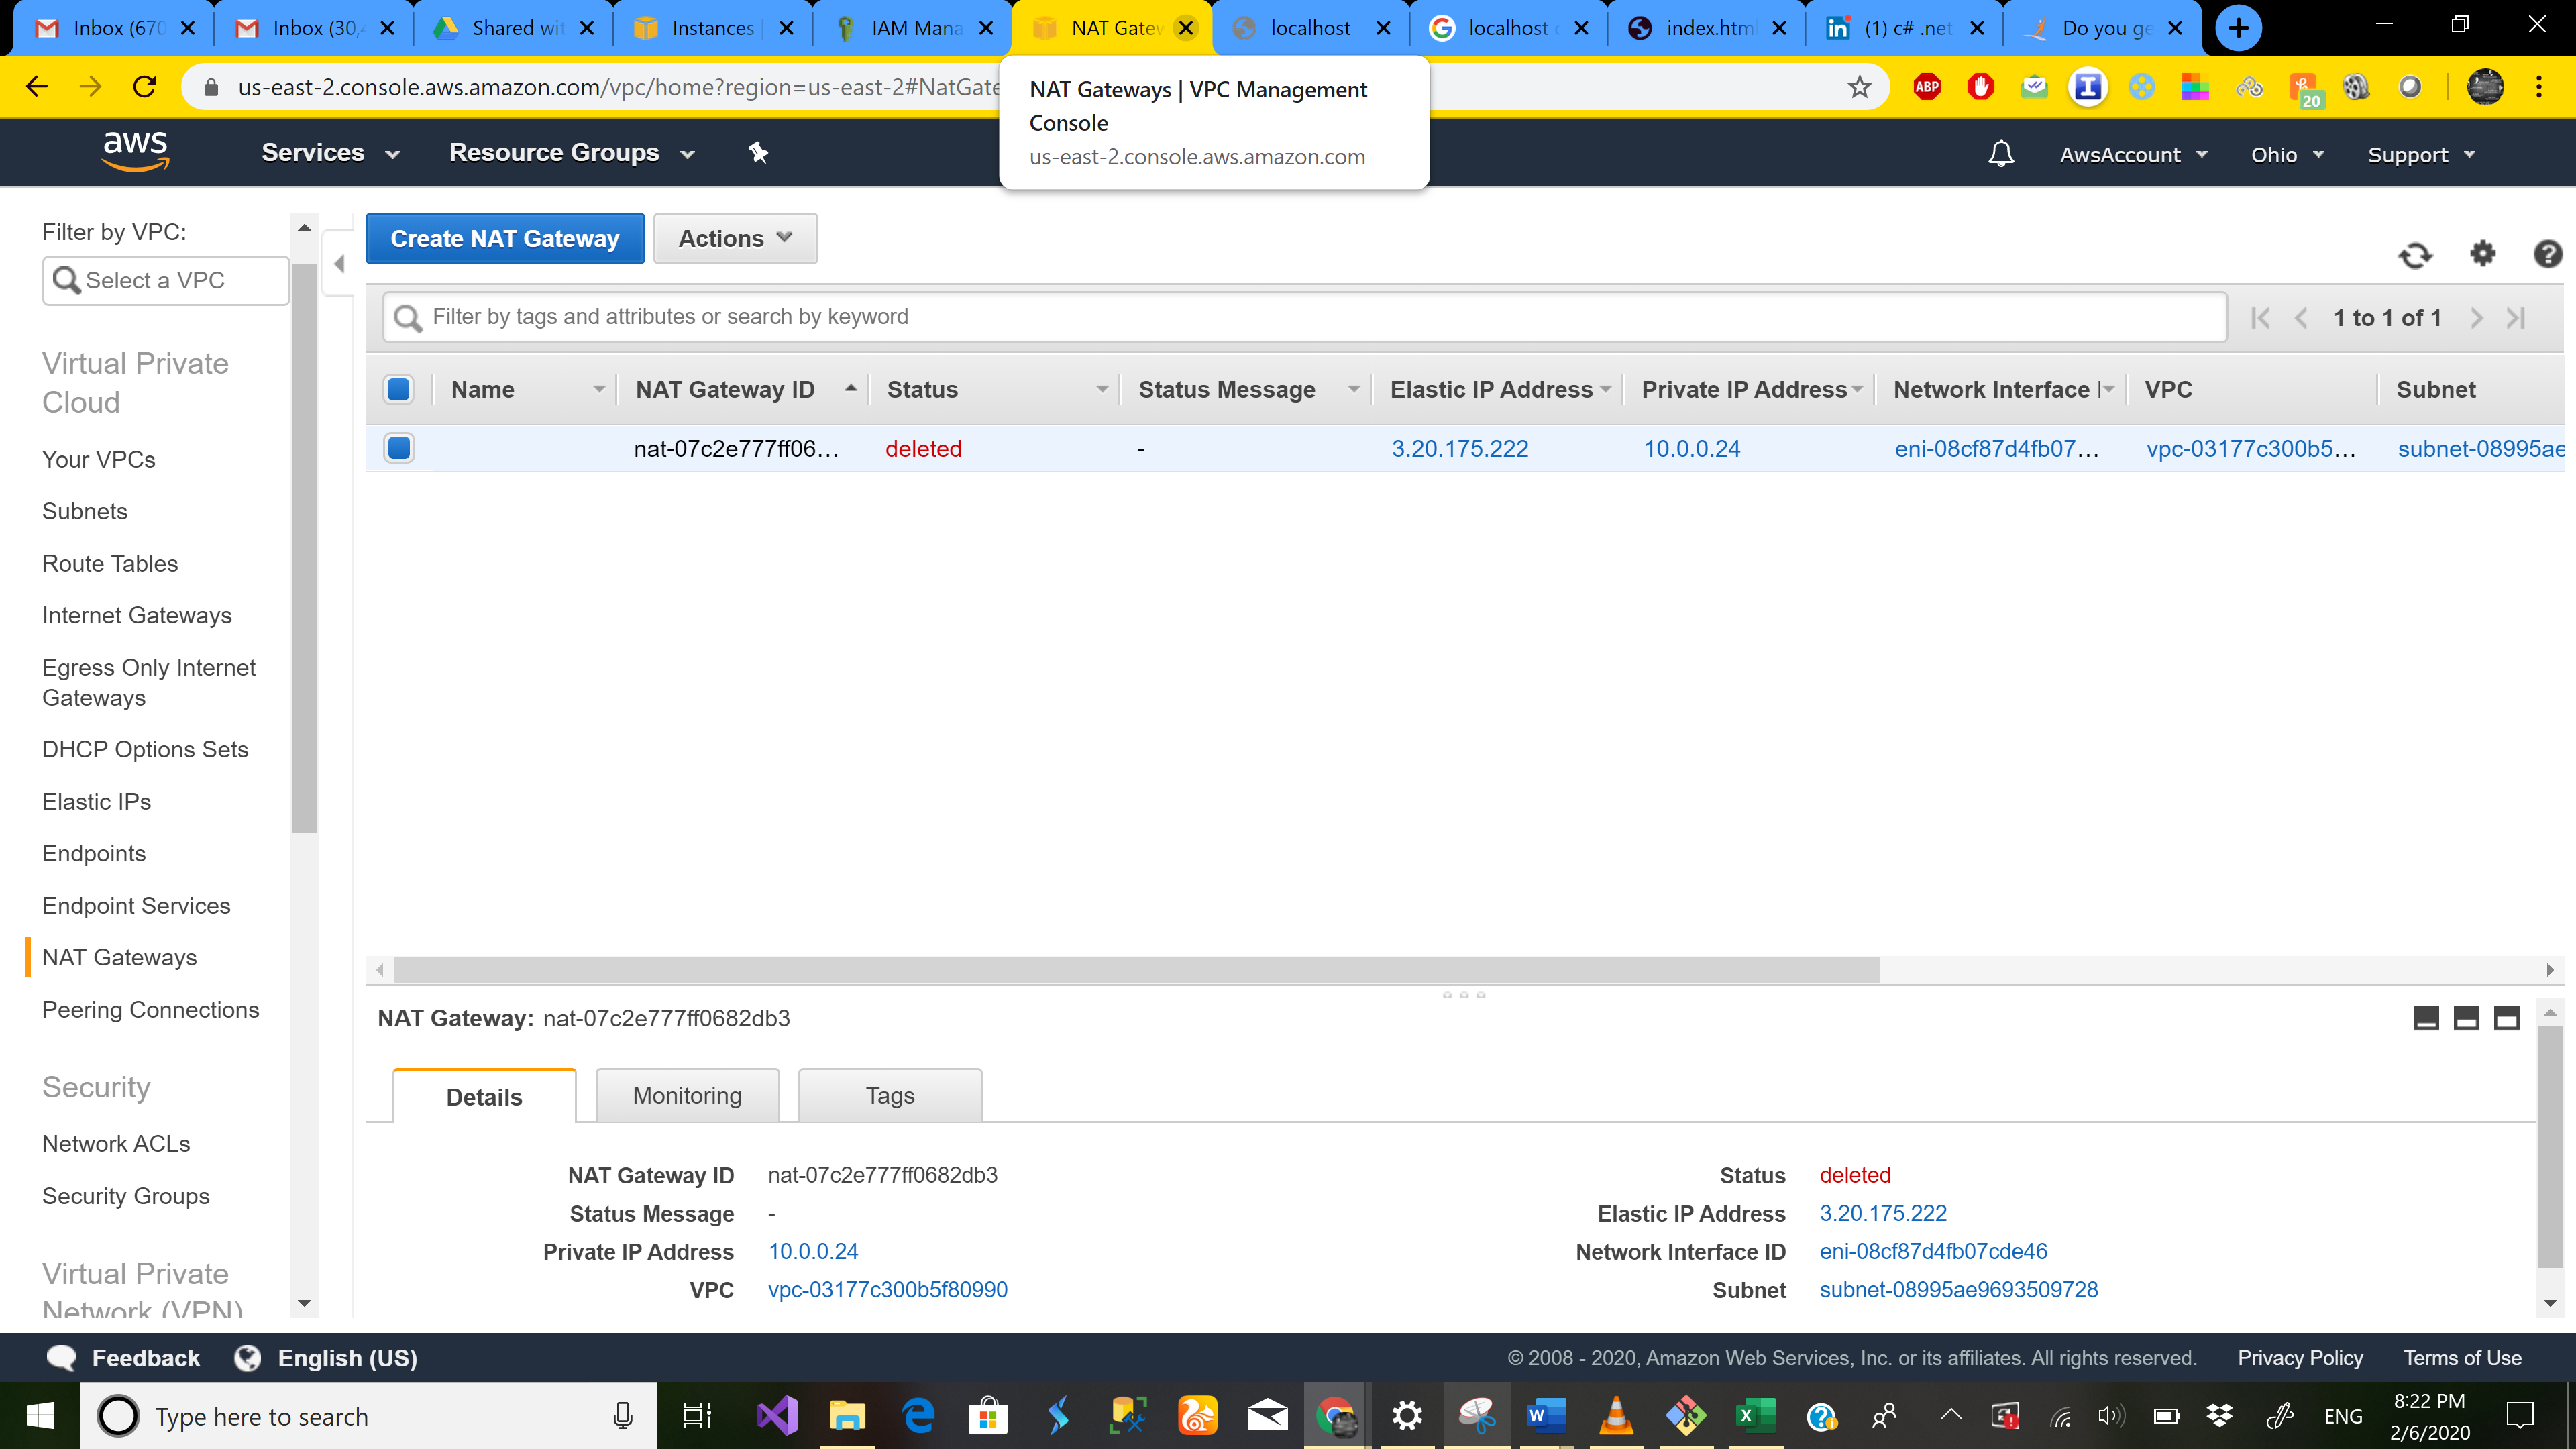 Inbox (670
Inbox (30,4
Shared wit
Instances |
IAM Mana
NAT Gatew
localhost
localhost c
index.html
(1) c# .net
Do you ge
us-east-2.console.aws.amazon.com/vpc/home?region=us-east-2#NatGate
ABP
20
NAT Gateways | VPC Management
Console
us-east-2.console.aws.amazon.com
aws
Services
Resource Groups
AwsAccount
Ohio
Support
Filter by VPC:
Select a VPC
Virtual Private
Cloud
Your VPCs
Subnets
Route Tables
Internet Gateways
Egress Only Internet
Gateways
DHCP Options Sets
Elastic IPs
Endpoints
Endpoint Services
NAT Gateways
Peering Connections
Security
Network ACLs
Security Groups
Virtual Private
Network (VPN)
Create NAT Gateway
Actions
Filter by tags and attributes or search by keyword
1 to 1 of 1
Name NAT Gateway ID Status Status Message Elastic IP Address Private IP Address Network Interface VPC Subnet
nat-07c2e777ff06... deleted - 3.20.175.222 10.0.0.24 eni-08cf87d4fb07... vpc-03177c300b5... subnet-08995ae
NAT Gateway: nat-07c2e777ff0682db3
Details
Monitoring
Tags
NAT Gateway ID nat-07c2e777ff0682db3
Status deleted
Status Message -
Elastic IP Address 3.20.175.222
Private IP Address 10.0.0.24
Network Interface ID eni-08cf87d4fb07cde46
VPC vpc-03177c300b5f80990
Subnet subnet-08995ae9693509728
Feedback
English (US)
© 2008 - 2020, Amazon Web Services, Inc. or its affiliates. All rights reserved.
Privacy Policy
Terms of Use
Type here to search
ENG
8:22 PM
2/6/2020